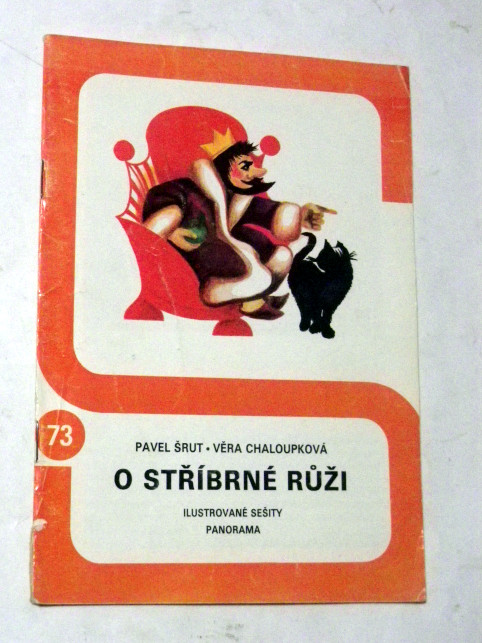 73
PAVEL ŠRUT • VĚRA CHALOUPKOVÁ
O STŘÍBRNÉ RŮŽI
ILUSTROVANÉ SEŠITY
PANORAMA